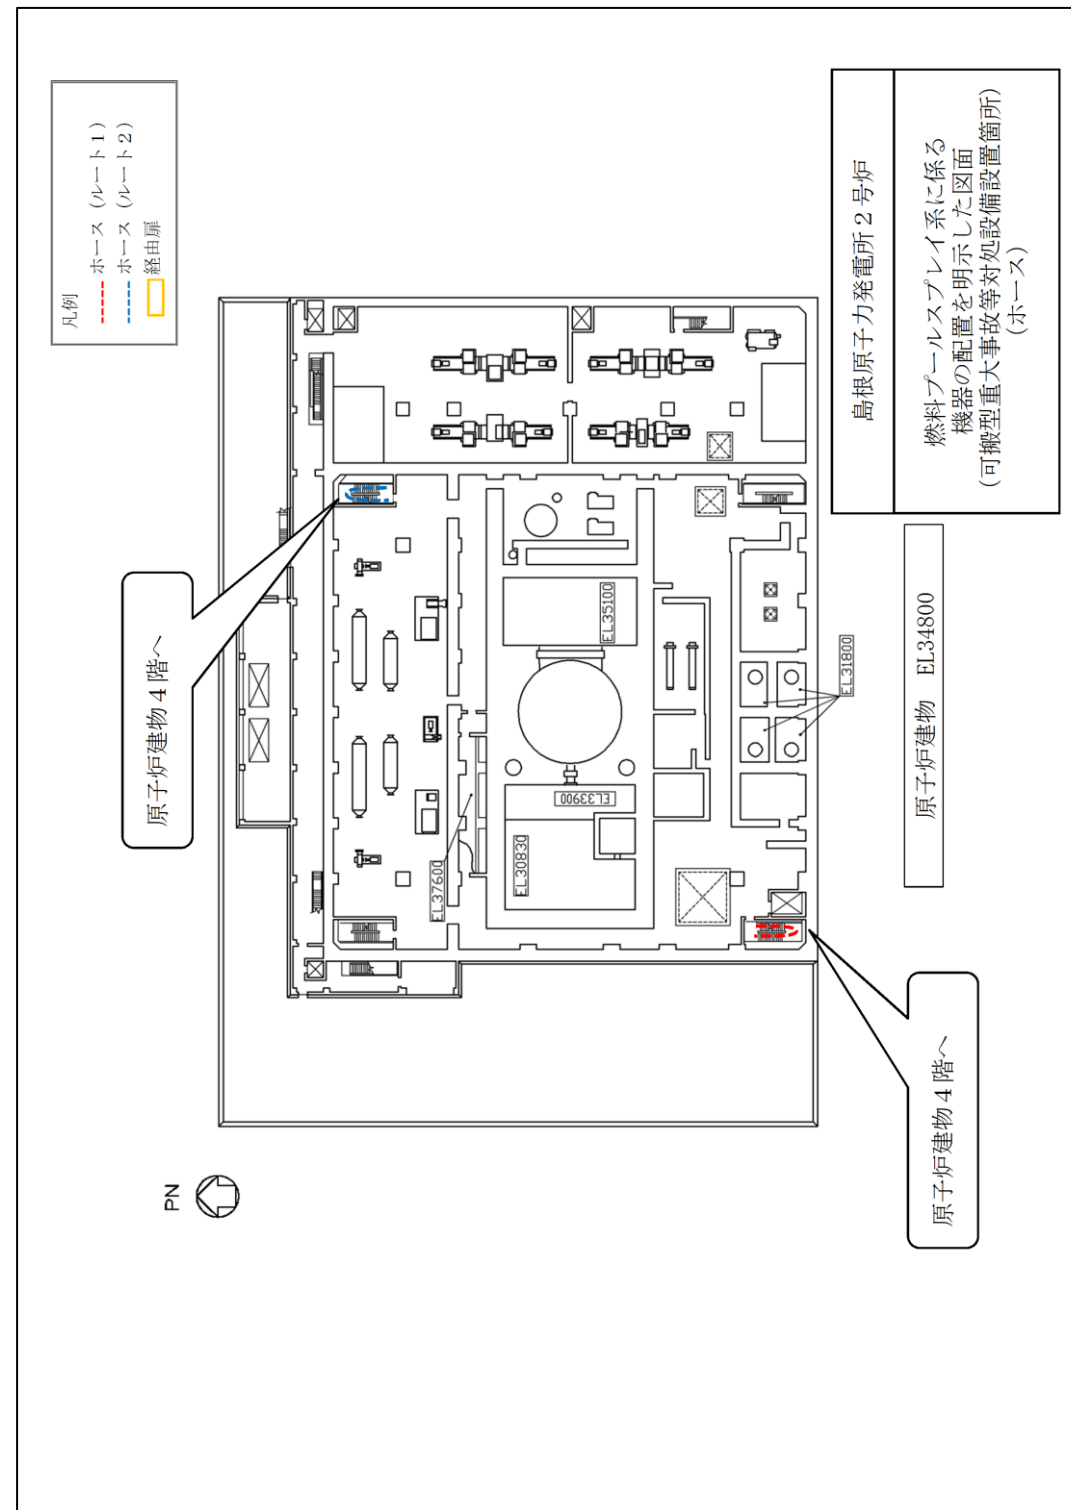 凡例
ホース（ルート１）
ホース（ルート２）
経由扉
原子炉建物４階へ
PN
EL37600
EL30830
EL33900
EL35100
EL31800
原子炉建物４階へ
原子炉建物　EL34800
島根原子力発電所２号炉
燃料プールスプレイ系に係る
機器の配置を明示した図面
(可搬型重大事故等対処設備設置箇所)
(ホース)